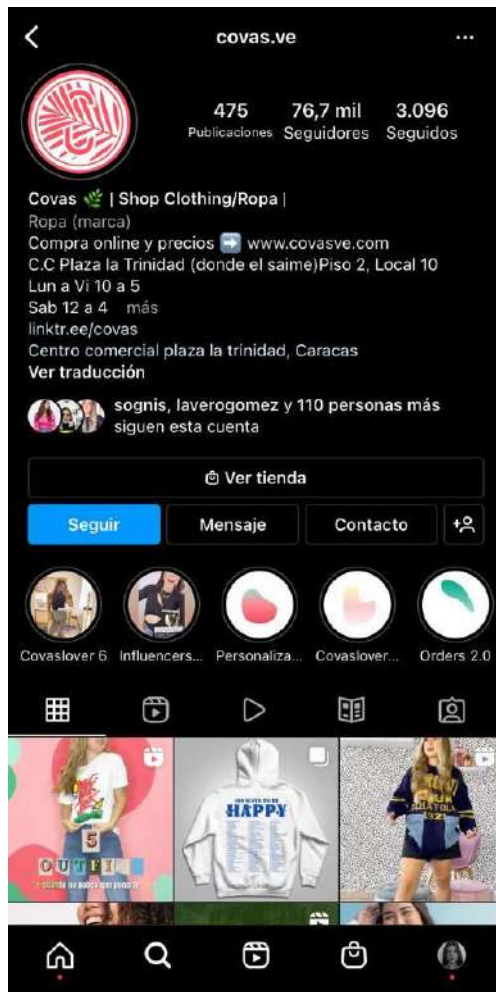 covas.ve
475 76,7 mil 3.096
Publicaciones Seguidores Seguidos
Covas 🌿 | Shop Clothing/Ropa |
Ropa (marca)
Compra online y precios ➡️ www.covasve.com
C.C Plaza la Trinidad (donde el saime)Piso 2, Local 10
Lun a Vi 10 a 5
Sab 12 a 4 más
linktr.ee/covas
Centro comercial plaza la trinidad, Caracas
Ver traducción
sognis, laverogomez y 110 personas más
siguen esta cuenta
Ver tienda
Seguir Mensaje Contacto
Covaslover 6 Influencers... Personaliza... Covaslover... Orders 2.0
5
OUTFI
HAPPY